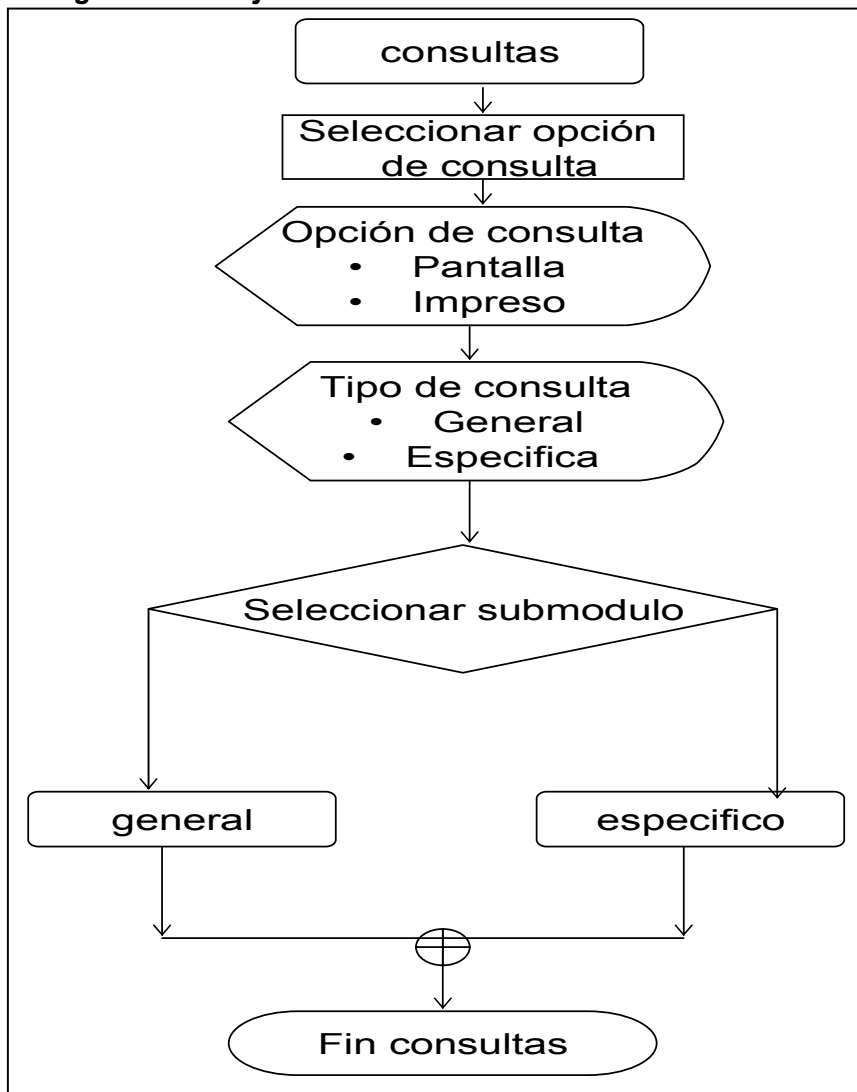 consultas
Seleccionar opción
de consulta
Opción de consulta
• Pantalla
• Impreso
Tipo de consulta
• General
• Especifica
Seleccionar submodulo
general
especifico
Fin consultas